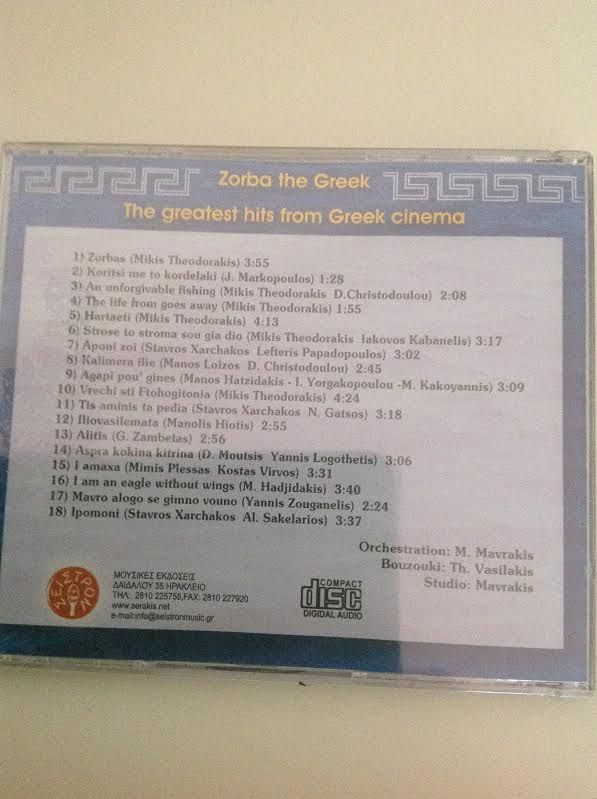 Zorba the Greek
The greatest hits from Greek cinema
1) Zorbas (Mikis Theodorakis) 3:55
2) Koritsi me to kordelaki (J. Markopoulos) 1:28
3) An unforgivable fishing (Mikis Theodorakis D.Christodoulou) 2:08
4) The life from goes away (Mikis Theodorakis) 1:55
5) Hartaeti (Mikis Theodorakis) 4:13
6) Strose to stroma sou gia dio (Mikis Theodorakis Iakovos Kabanelis) 3:17
7) Aponi zoi (Stavros Xarchakos Lefteris Papadopoulos) 3:02
8) Kalimera ilie (Manos Loizos D. Christodoulou) 2:45
9) Agapi pou' gines (Manos Hatzidakis - I. Yorgakopoulou -M. Kakoyannis) 3:09
10) Vrechi sti Ftohogitonia (Mikis Theodorakis) 4:24
11) Tis aminis ta pedia (Stavros Xarchakos N. Gatsos) 3:18
12) Iliovasilemata (Manolis Hiotis) 2:55
13) Alitis (G. Zambetas) 2:56
14) Aspra kokina kitrina (D. Moutsis Yannis Logothetis) 3:06
15) I amaxa (Mimis Plessas Kostas Virvos) 3:31
16) I am an eagle without wings (M. Hadjidakis) 3:40
17) Mavro alogo se gimno vouno (Yannis Zouganelis) 2:24
18) Ipomoni (Stavros Xarchakos Al. Sakelarios) 3:37
Orchestration: M. Mavrakis
Bouzouki: Th. Vasilakis
Studio: Mavrakis
ΣΕΙΣΤΡΟΝ
ΜΟΥΣΙΚΕΣ ΕΚΔΟΣΕΙΣ
ΔΑΙΔΑΛΟΥ 35 ΗΡΑΚΛΕΙΟ
ΤΗΛ: 2810 225758,FAX: 2810 227920
www.aerakis.net
e-mail:info@seistronmusic.gr
COMPACT
disc
DIGITAL AUDIO